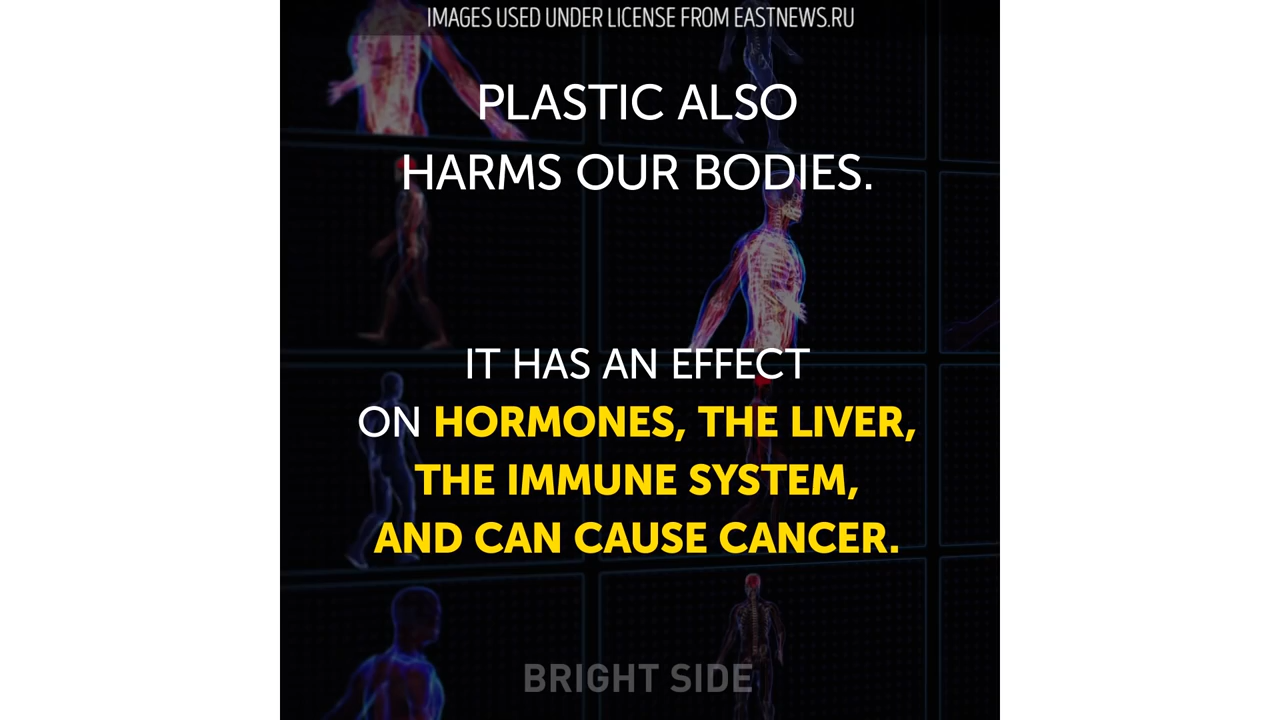 IMAGES USED UNDER LICENSE FROM EASTNEWS.RU
PLASTIC ALSO
HARMS OUR BODIES.
IT HAS AN EFFECT
ON HORMONES, THE LIVER,
THE IMMUNE SYSTEM,
AND CAN CAUSE CANCER.
BRIGHT SIDE